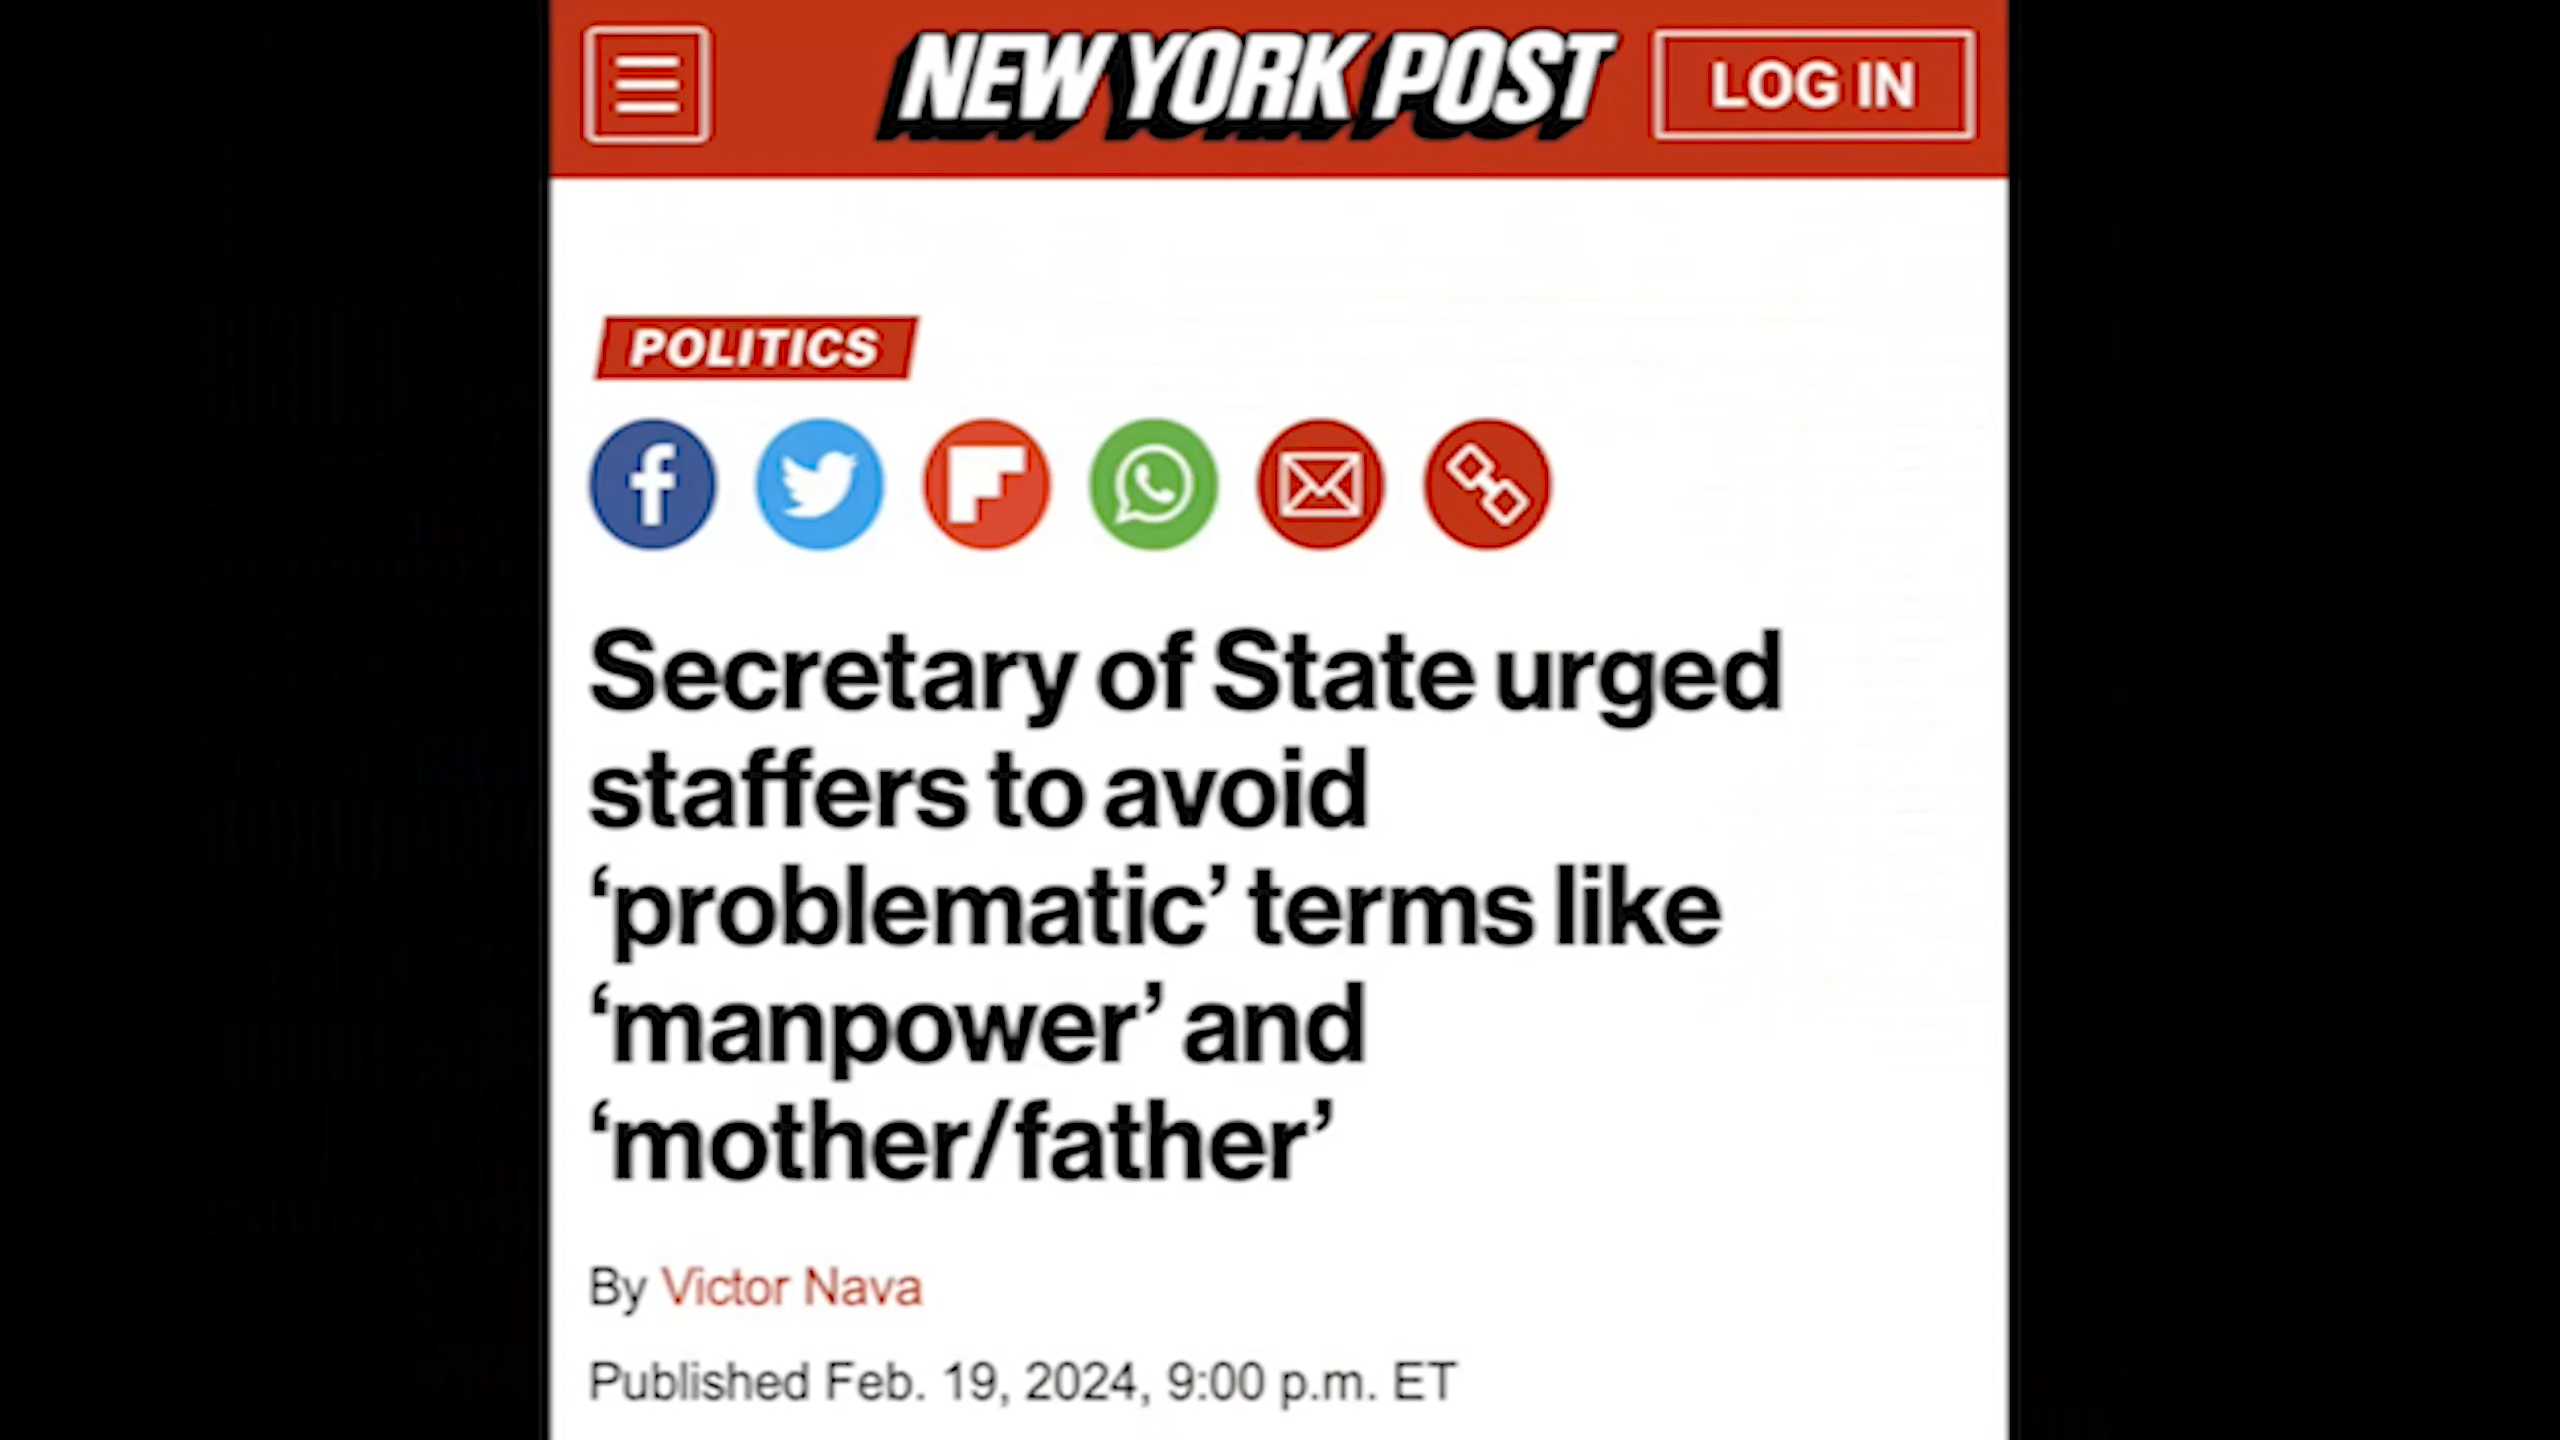 NEW YORK POST
LOG IN
POLITICS
Secretary of State urged
staffers to avoid
‘problematic’ terms like
‘manpower’ and
‘mother/father’
By Victor Nava
Published Feb. 19, 2024, 9:00 p.m. ET